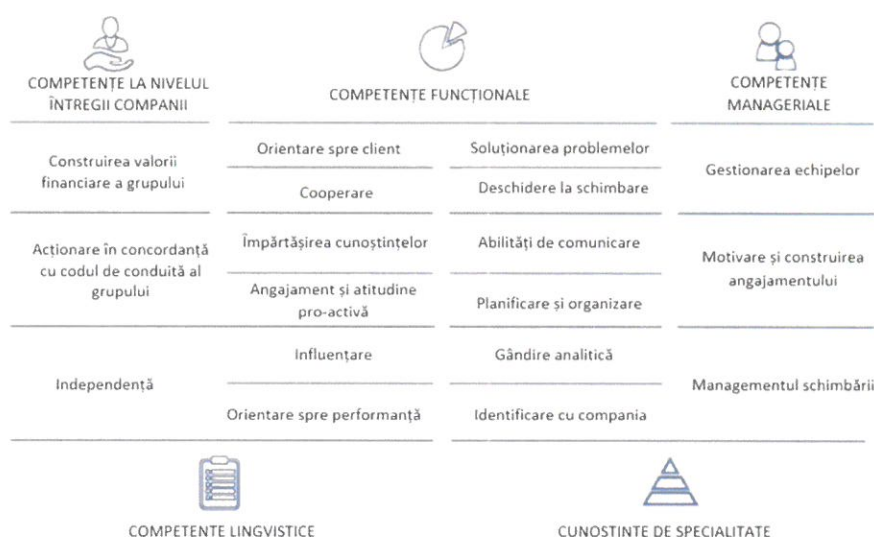 COMPETENȚE LA NIVELUL
ÎNTREGII COMPANII
COMPETENȚE FUNCȚIONALE
COMPETENȚE
MANAGERIALE
Construirea valorii
financiare a grupului
Orientare spre client
Soluționarea problemelor
Gestionarea echipelor
Cooperare
Deschidere la schimbare
Acționare în concordanță
cu codul de conduită al
grupului
Împărtășirea cunoștințelor
Abilități de comunicare
Motivare și construirea
angajamentului
Angajament și atitudine
pro-activă
Planificare și organizare
Independență
Influențare
Gândire analitică
Managementul schimbării
Orientare spre performanță
Identificare cu compania
COMPETENTE LINGVISTICE
CUNOSTINTE DE SPECIALITATE